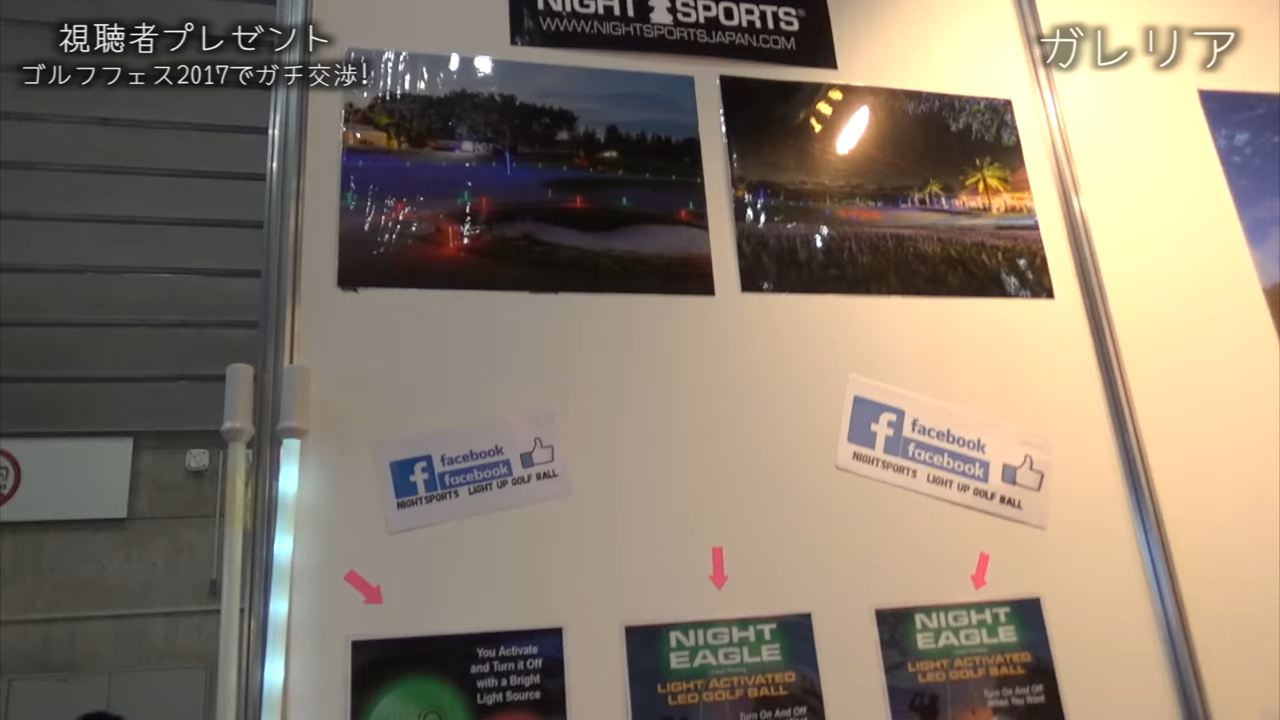 視聴者プレゼント
ゴルフフェス2017でガチ交渉!
ガレリア
NIGHT SPORTS®
WWW.NIGHTSPORTSJAPAN.COM
facebook
facebook
NIGHTSPORTS LIGHT UP GOLF BALL
facebook
facebook
NIGHTSPORTS LIGHT UP GOLF BALL
You Activate
and Turn it Off
with a Bright
Light Source
NIGHT
EAGLE
LIGHT ACTIVATED
LED GOLF BALL
Turn On And Off
NIGHT
EAGLE
LIGHT ACTIVATED
LED GOLF BALL
Turn On And Off
When You Want